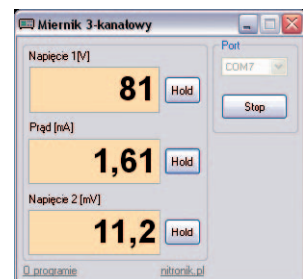 Miernik 3-kanałowy
Napięcie 1[V]
81
Hold
Prąd [mA]
1,61
Hold
Napięcie 2 [mV]
11,2
Hold
O programie
nitronik.pl
Port
COM7
Stop